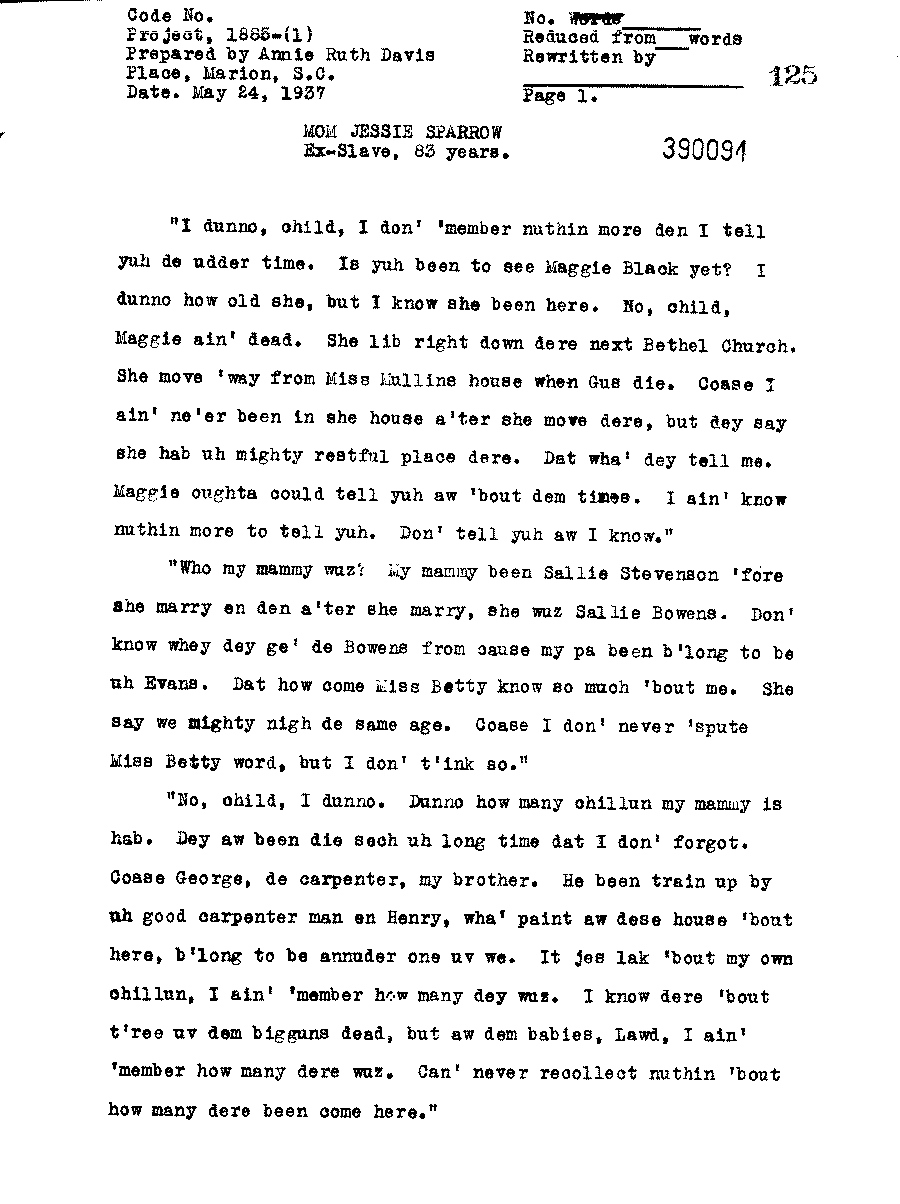 Code No.
Project, 1885-(1)
Prepared by Annie Ruth Davis
Place, Marion, S.C.
Date. May 24, 1937
No. Words
Reduced from___words
Rewritten by
125
Page 1.
MOM JESSIE SPARROW
Ex-Slave, 83 years.
390094
"I dunno, child, I don' 'member nuthin more den I tell
yuh de udder time. Is yuh been to see Maggie Black yet? I
dunno how old she, but I know she been here. No, child,
Maggie ain' dead. She lib right down dere next Bethel Church.
She move 'way from Miss Mullins house when Gus die. Coase I
ain' ne'er been in she house a'ter she move dere, but dey say
she hab uh mighty restful place dere. Dat wha' dey tell me.
Maggie oughta could tell yuh aw 'bout dem times. I ain' know
nuthin more to tell yuh. Don' tell yuh aw I know."
"Who my mammy wuz? My mammy been Sallie Stevenson 'fore
she marry en den a'ter she marry, she wuz Sallie Bowens. Don'
know whey dey ge' de Bowens from cause my pa been b'long to be
uh Evans. Dat how come Miss Betty know so much 'bout me. She
say we mighty nigh de same age. Coase I don' never 'spute
Miss Betty word, but I don' t'ink so."
"No, child, I dunno. Dunno how many chillun my mammy is
hab. Dey aw been die sech uh long time dat I don' forgot.
Coase George, de carpenter, my brother. He been train up by
uh good carpenter man en Henry, wha' paint aw dese house 'bout
here, b'long to be annuder one uv we. It jes lak 'bout my own
chillun, I ain' 'member how many dey wuz. I know dere 'bout
t'ree uv dem bigguns dead, but aw dem babies, Lawd, I ain'
'member how many dere wuz. Can' never recollect nuthin 'bout
how many dere been come here."